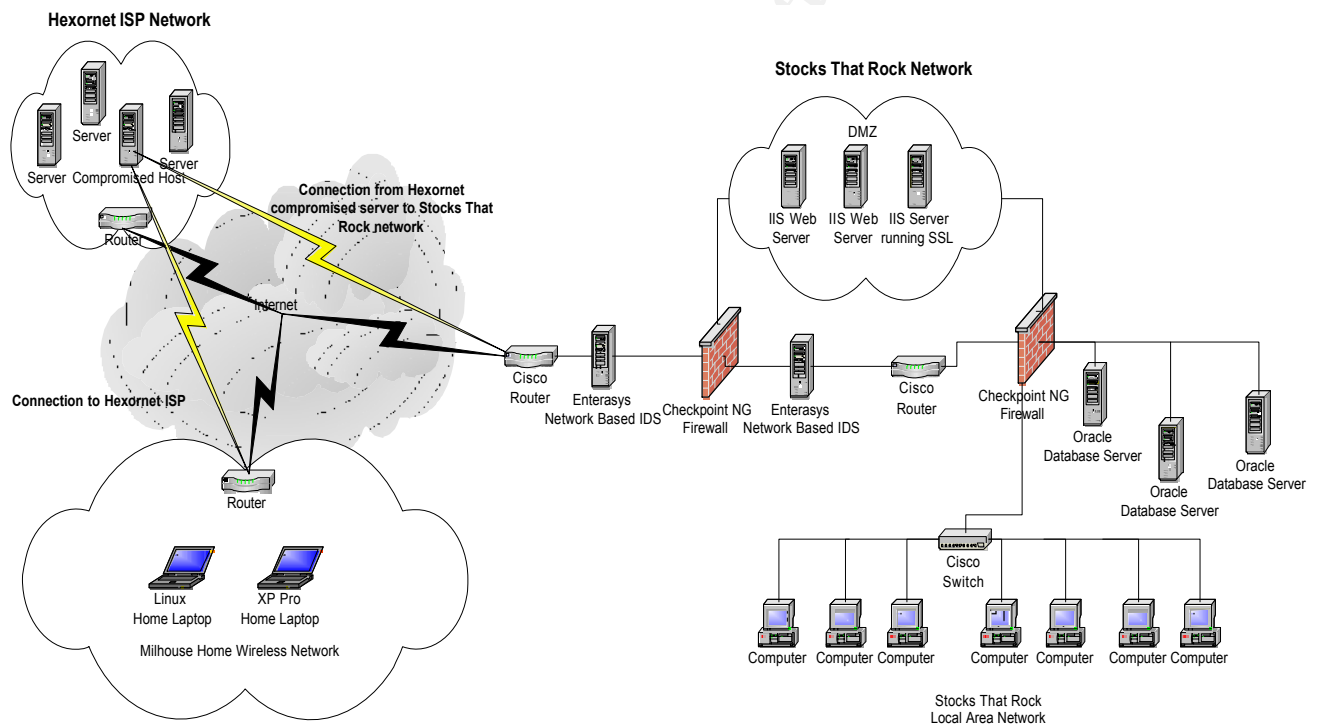 Hexornet ISP Network
Server
Server
Compromised Host
Server
Router
Connection from Hexornet
compromised server to Stocks That
Rock network
Internet
Connection to Hexornet ISP
Router
Linux
Home Laptop
XP Pro
Home Laptop
Milhouse Home Wireless Network
Stocks That Rock Network
DMZ
IIS Web
Server
IIS Web
Server
IIS Server
running SSL
Cisco
Router
Enterasys
Network Based IDS
Checkpoint NG
Firewall
Enterasys
Network Based IDS
Cisco
Router
Checkpoint NG
Firewall
Oracle
Database Server
Oracle
Database Server
Oracle
Database Server
Cisco
Switch
Computer
Computer
Computer
Computer
Computer
Computer
Computer
Stocks That Rock
Local Area Network